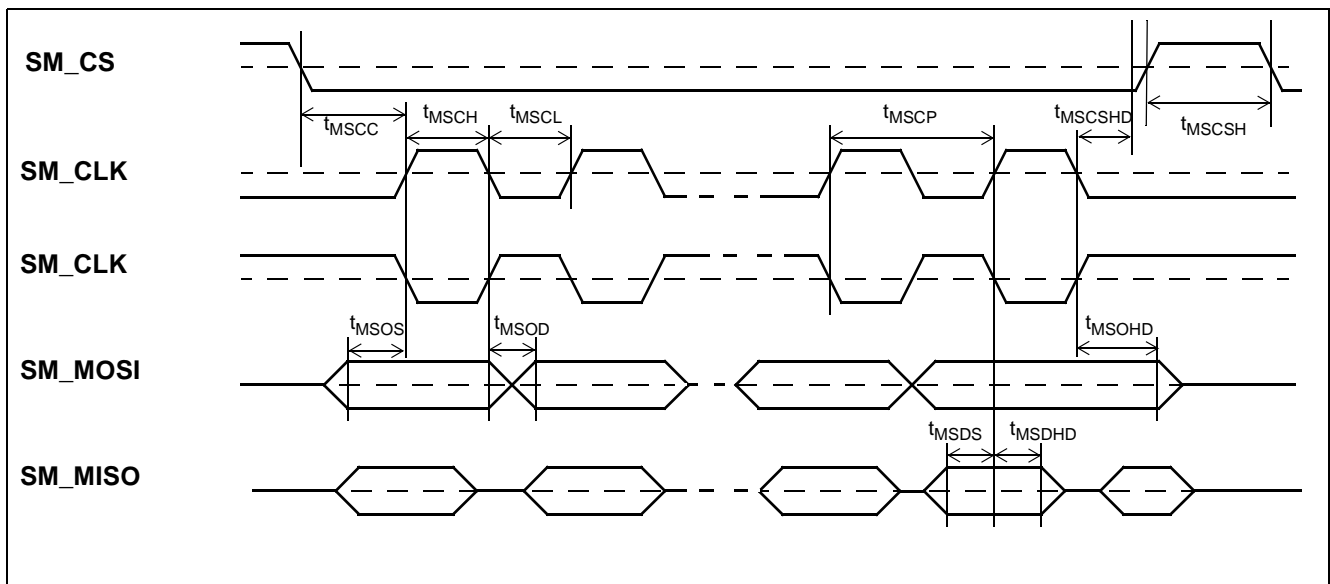 SM_CS
tMSCC
tMSCH
tMSCL
tMSCP
tMSCSHD
tMSCSH
SM_CLK
SM_CLK
tMSOS
tMSOD
tMSOHD
SM_MOSI
tMSDS
tMSDHD
SM_MISO